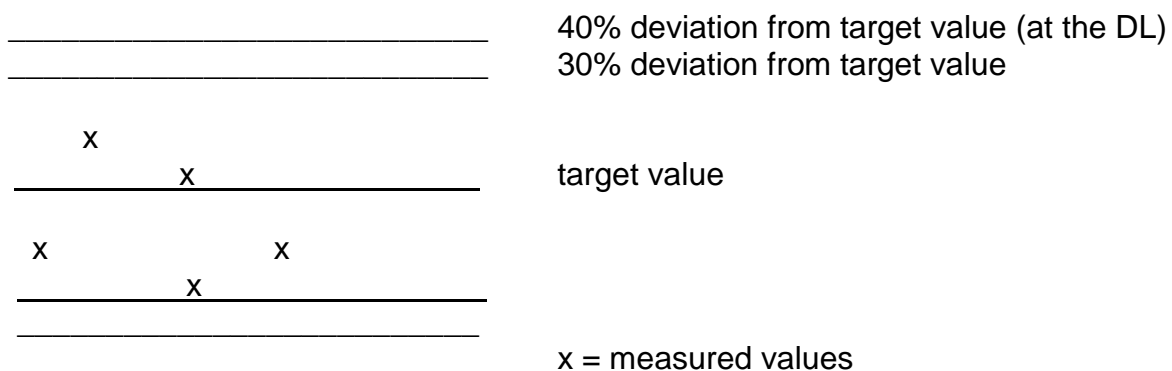 40% deviation from target value (at the DL)
30% deviation from target value
x
x target value
x x
x
x = measured values